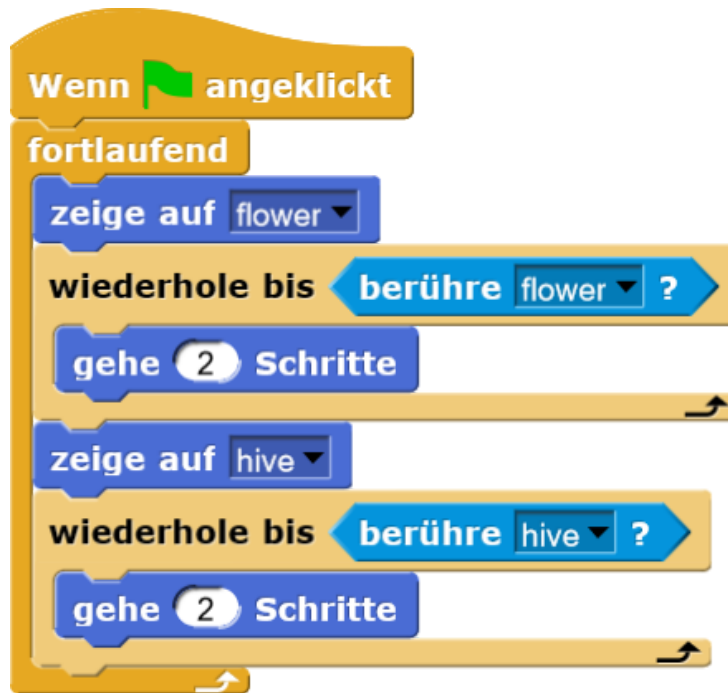 Wenn angeklickt
fortlaufend
zeige auf flower
wiederhole bis berühre flower ?
gehe 2 Schritte
zeige auf hive
wiederhole bis berühre hive ?
gehe 2 Schritte